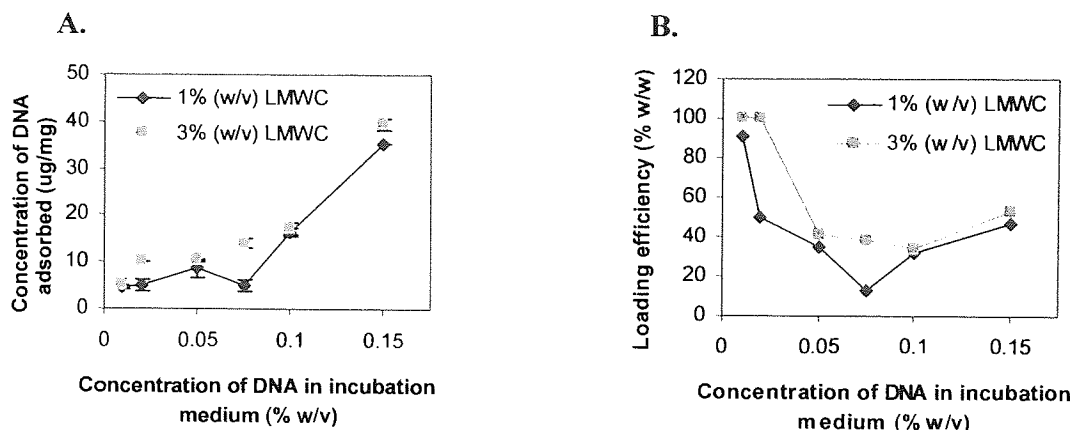 A.
Concentration of DNA
adsorbed (ug/mg)
50
40
30
20
10
0
1% (w/v) LMWC
3% (w/v) LMWC
0 0.05 0.1 0.15
Concentration of DNA in incubation
medium (% w/v)
B.
Loading efficiency (% w/w)
120
100
80
60
40
20
0
1% (w/v) LMWC
3% (w/v) LMWC
0 0.05 0.1 0.15
Concentration of DNA in incubation
medium (% w/v)